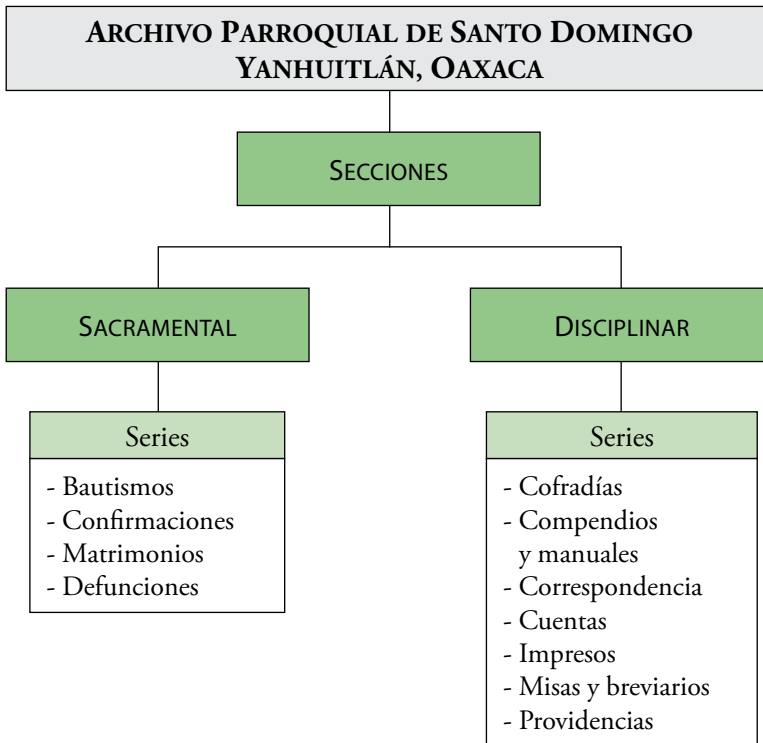 ARCHIVO PARROQUIAL DE SANTO DOMINGO
YANHUITLÁN, OAXACA
SECCIONES
SACRAMENTAL
DISCIPLINAR
Series
- Bautismos
- Confirmaciones
- Matrimonios
- Defunciones
Series
- Cofradías
- Compendios
y manuales
- Correspondencia
- Cuentas
- Impresos
- Misas y breviarios
- Providencias